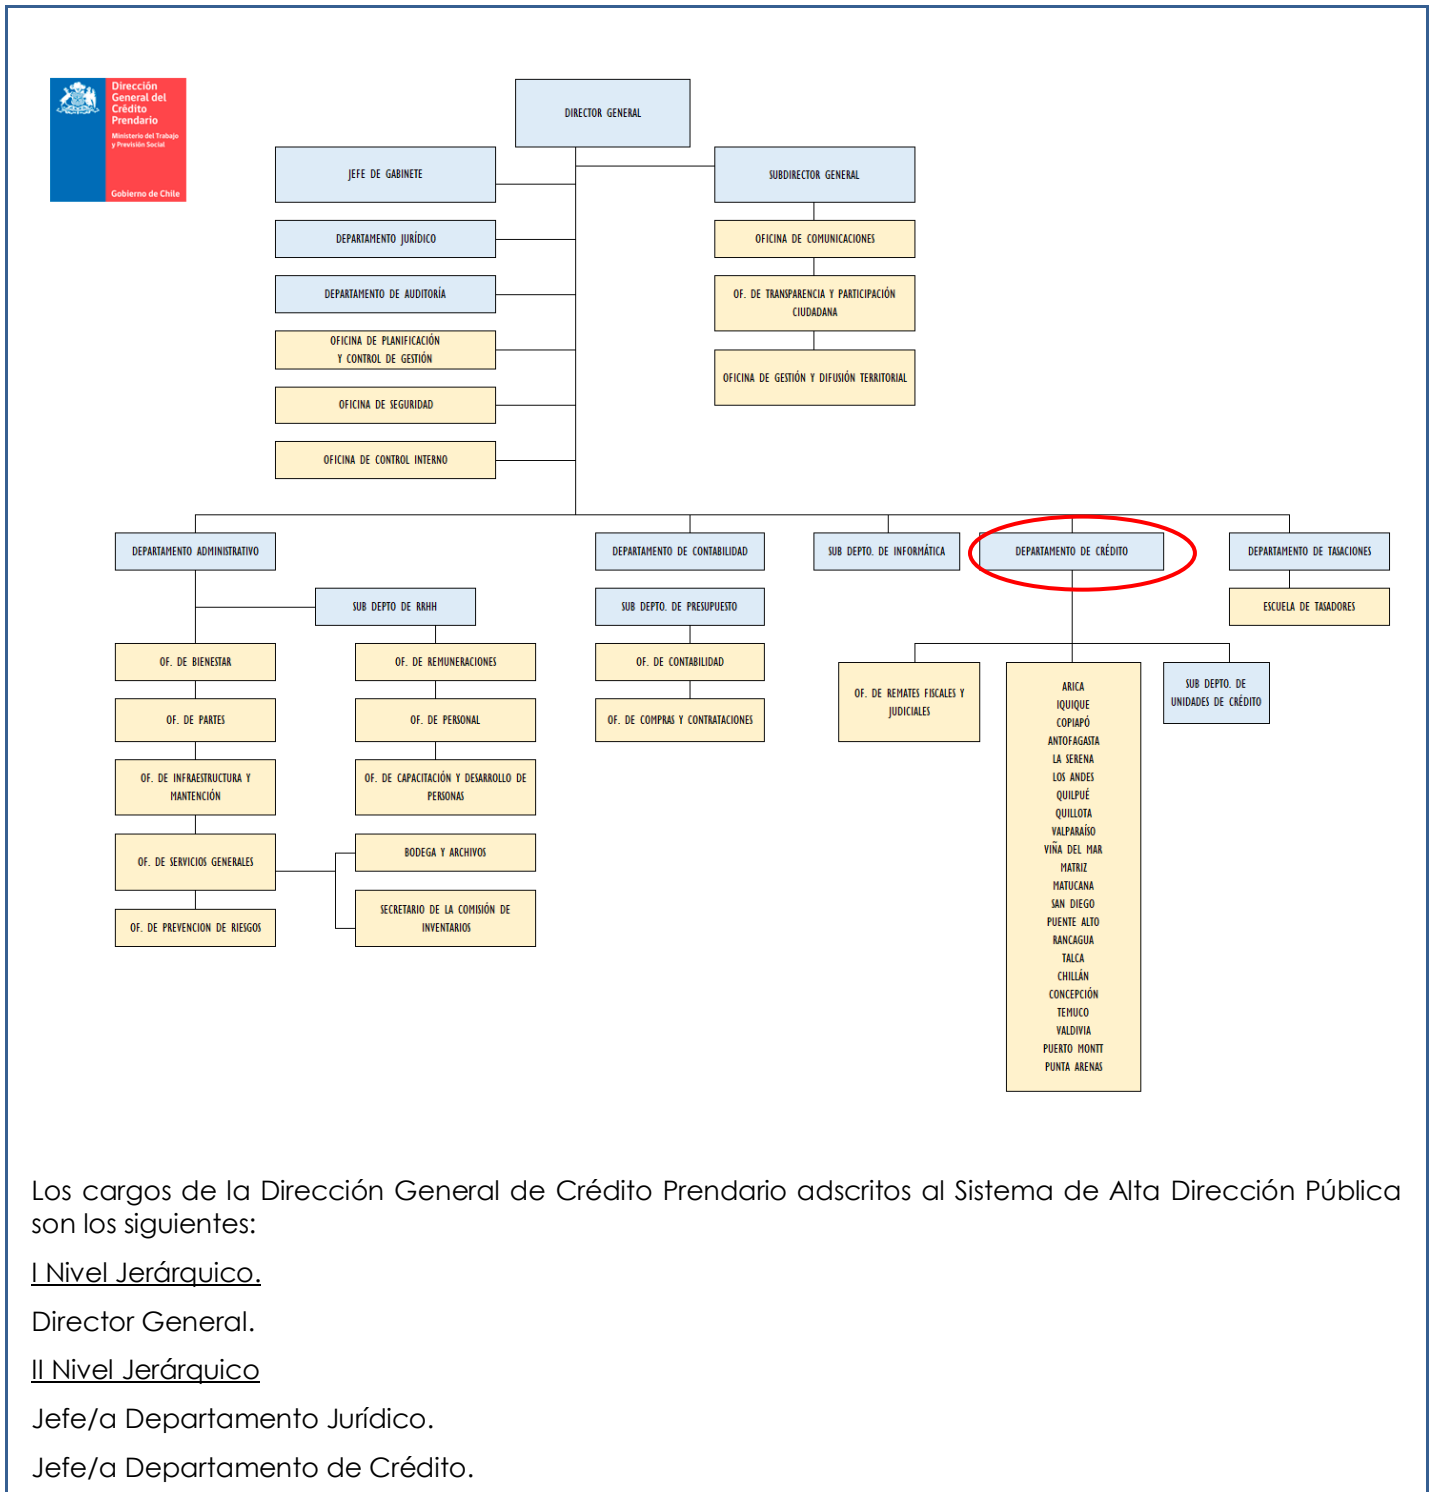 Dirección
General del
Crédito
Prendario
Ministerio del Trabajo
y Previsión Social
Gobierno de Chile
DIRECTOR GENERAL
JEFE DE GABINETE
SUBDIRECTOR GENERAL
DEPARTAMENTO JURÍDICO
OFICINA DE COMUNICACIONES
DEPARTAMENTO DE AUDITORÍA
OF. DE TRANSPARENCIA Y PARTICIPACIÓN
CIUDADANA
OFICINA DE PLANIFICACIÓN
Y CONTROL DE GESTIÓN
OFICINA DE GESTIÓN Y DIFUSIÓN TERRITORIAL
OFICINA DE SEGURIDAD
OFICINA DE CONTROL INTERNO
DEPARTAMENTO ADMINISTRATIVO
DEPARTAMENTO DE CONTABILIDAD
SUB DEPTO. DE INFORMÁTICA
DEPARTAMENTO DE CRÉDITO
DEPARTAMENTO DE TASACIONES
SUB DEPTO DE RRHH
SUB DEPTO. DE PRESUPUESTO
ESCUELA DE TASADORES
OF. DE BIENESTAR
OF. DE REMUNERACIONES
OF. DE CONTABILIDAD
OF. DE PARTES
OF. DE PERSONAL
OF. DE COMPRAS Y CONTRATACIONES
OF. DE REMATES FISCALES Y
JUDICIALES
SUB DEPTO. DE
UNIDADES DE CRÉDITO
OF. DE INFRAESTRUCTURA Y
MANTENCIÓN
OF. DE CAPACITACIÓN Y DESARROLLO DE
PERSONAS
OF. DE SERVICIOS GENERALES
BODEGA Y ARCHIVOS
OF. DE PREVENCION DE RIESGOS
SECRETARIO DE LA COMISIÓN DE
INVENTARIOS
ARICA
IQUIQUE
COPIAPÓ
ANTOFAGASTA
LA SERENA
LOS ANDES
QUILPUÉ
QUILLOTA
VALPARAÍSO
VIÑA DEL MAR
MATRIZ
MATUCANA
SAN DIEGO
PUENTE ALTO
RANCAGUA
TALCA
CHILLÁN
CONCEPCIÓN
TEMUCO
VALDIVIA
PUERTO MONTT
PUNTA ARENAS
Los cargos de la Dirección General de Crédito Prendario adscritos al Sistema de Alta Dirección Pública
son los siguientes:
I Nivel Jerárquico.
Director General.
II Nivel Jerárquico
Jefe/a Departamento Jurídico.
Jefe/a Departamento de Crédito.